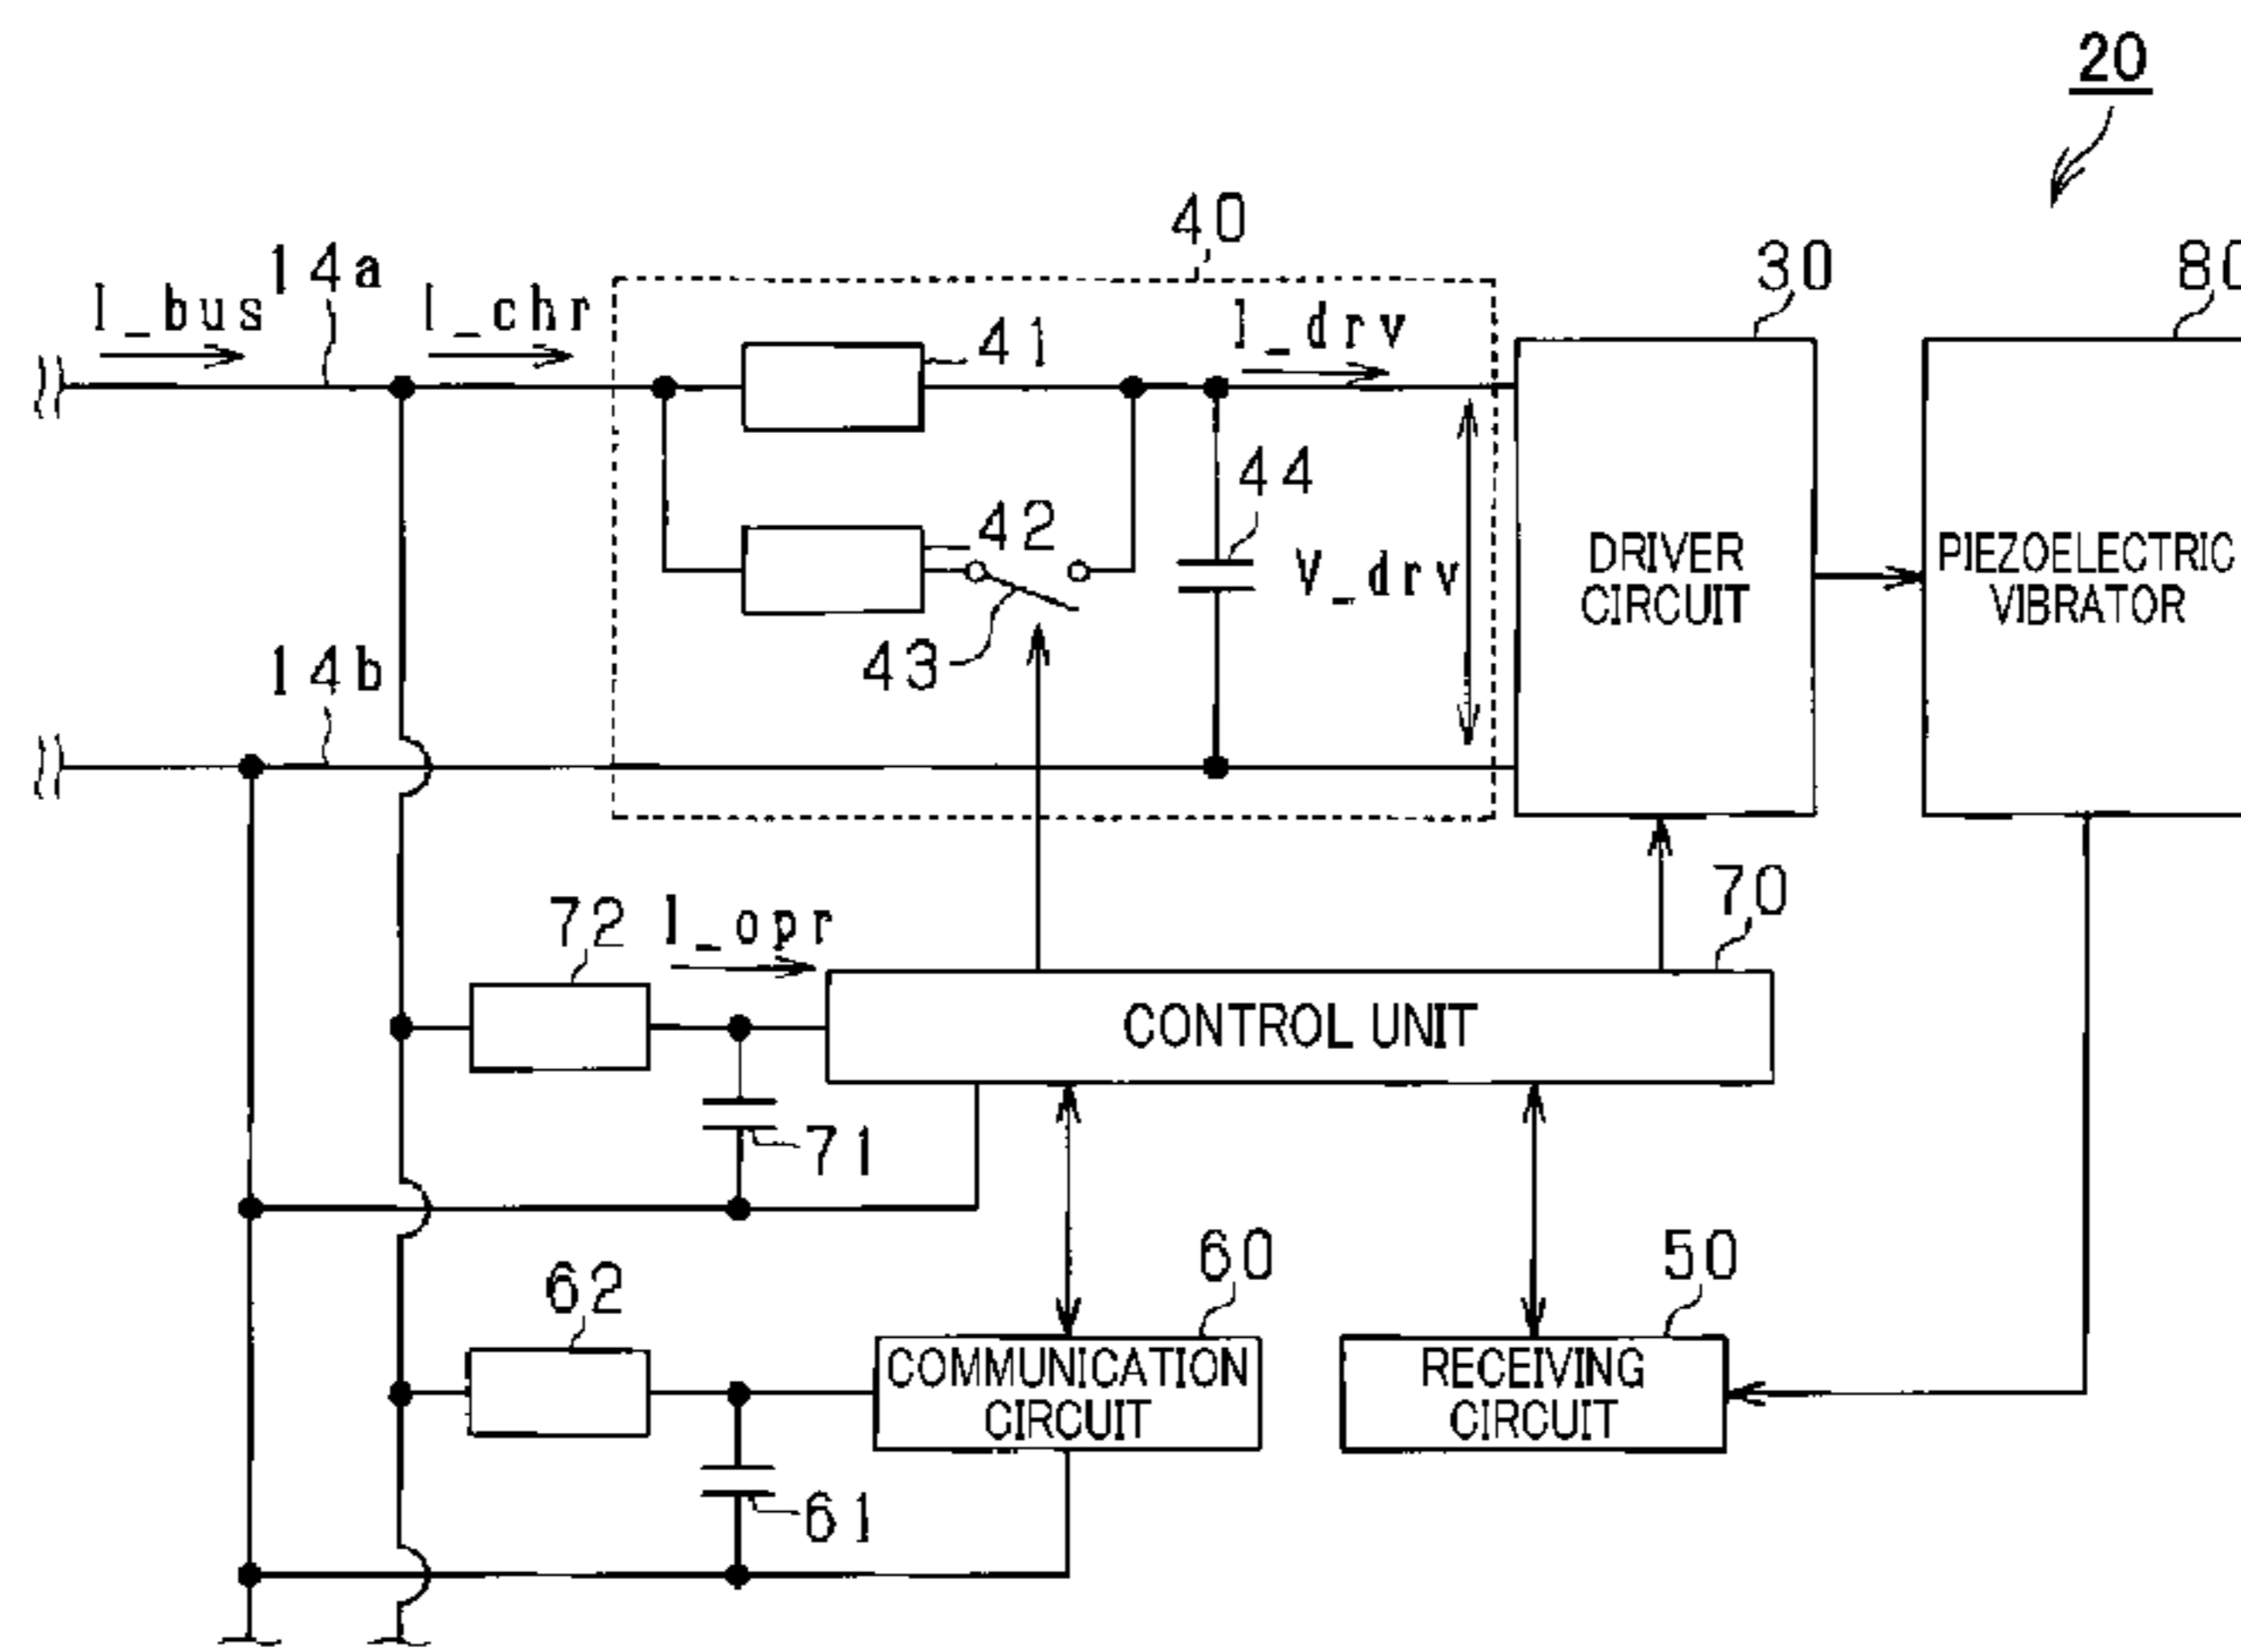 20
40
30
80
I_bus
14a
I_chr
41
I_drv
44
42
DRIVER
CIRCUIT
PIEZOELECTRIC
VIBRATOR
V_drv
43
14b
70
72
I_opr
CONTROL UNIT
71
60
50
62
COMMUNICATION
CIRCUIT
RECEIVING
CIRCUIT
61